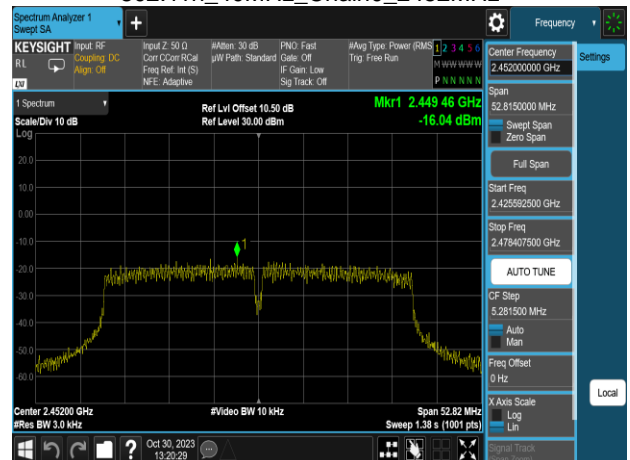 Spectrum Analyzer 1
Swept SA
Frequency
KEYSIGHT
RL
Input: RF
Coupling: DC
Align: Off
Input Z: 50 Ω
Corr CCorr RCal
Freq Ref: Int (S)
NFE: Adaptive
#Atten: 30 dB
µW Path: Standard
PNO: Fast
Gate: Off
IF Gain: Low
Sig Track: Off
#Avg Type: Power (RMS
Trig: Free Run
1 2 3 4 5 6
M W W W W W
P N N N N N
1 Spectrum
Scale/Div 10 dB
Ref Lvl Offset 10.50 dB
Ref Level 30.00 dBm
Mkr1 2.449 46 GHz
-16.04 dBm
Log
20.0
10.0
0.00
-10.0
-20.0
-30.0
-40.0
-50.0
-60.0
1
Center 2.45200 GHz
#Res BW 3.0 kHz
#Video BW 10 kHz
Span 52.82 MHz
Sweep 1.38 s (1001 pts)
Oct 30, 2023
13:20:29
Center Frequency
2.452000000 GHz
Span
52.8150000 MHz
Swept Span
Zero Span
Full Span
Start Freq
2.425592500 GHz
Stop Freq
2.478407500 GHz
AUTO TUNE
CF Step
5.281500 MHz
Auto
Man
Freq Offset
0 Hz
X Axis Scale
Log
Lin
Signal Track
Settings
Local